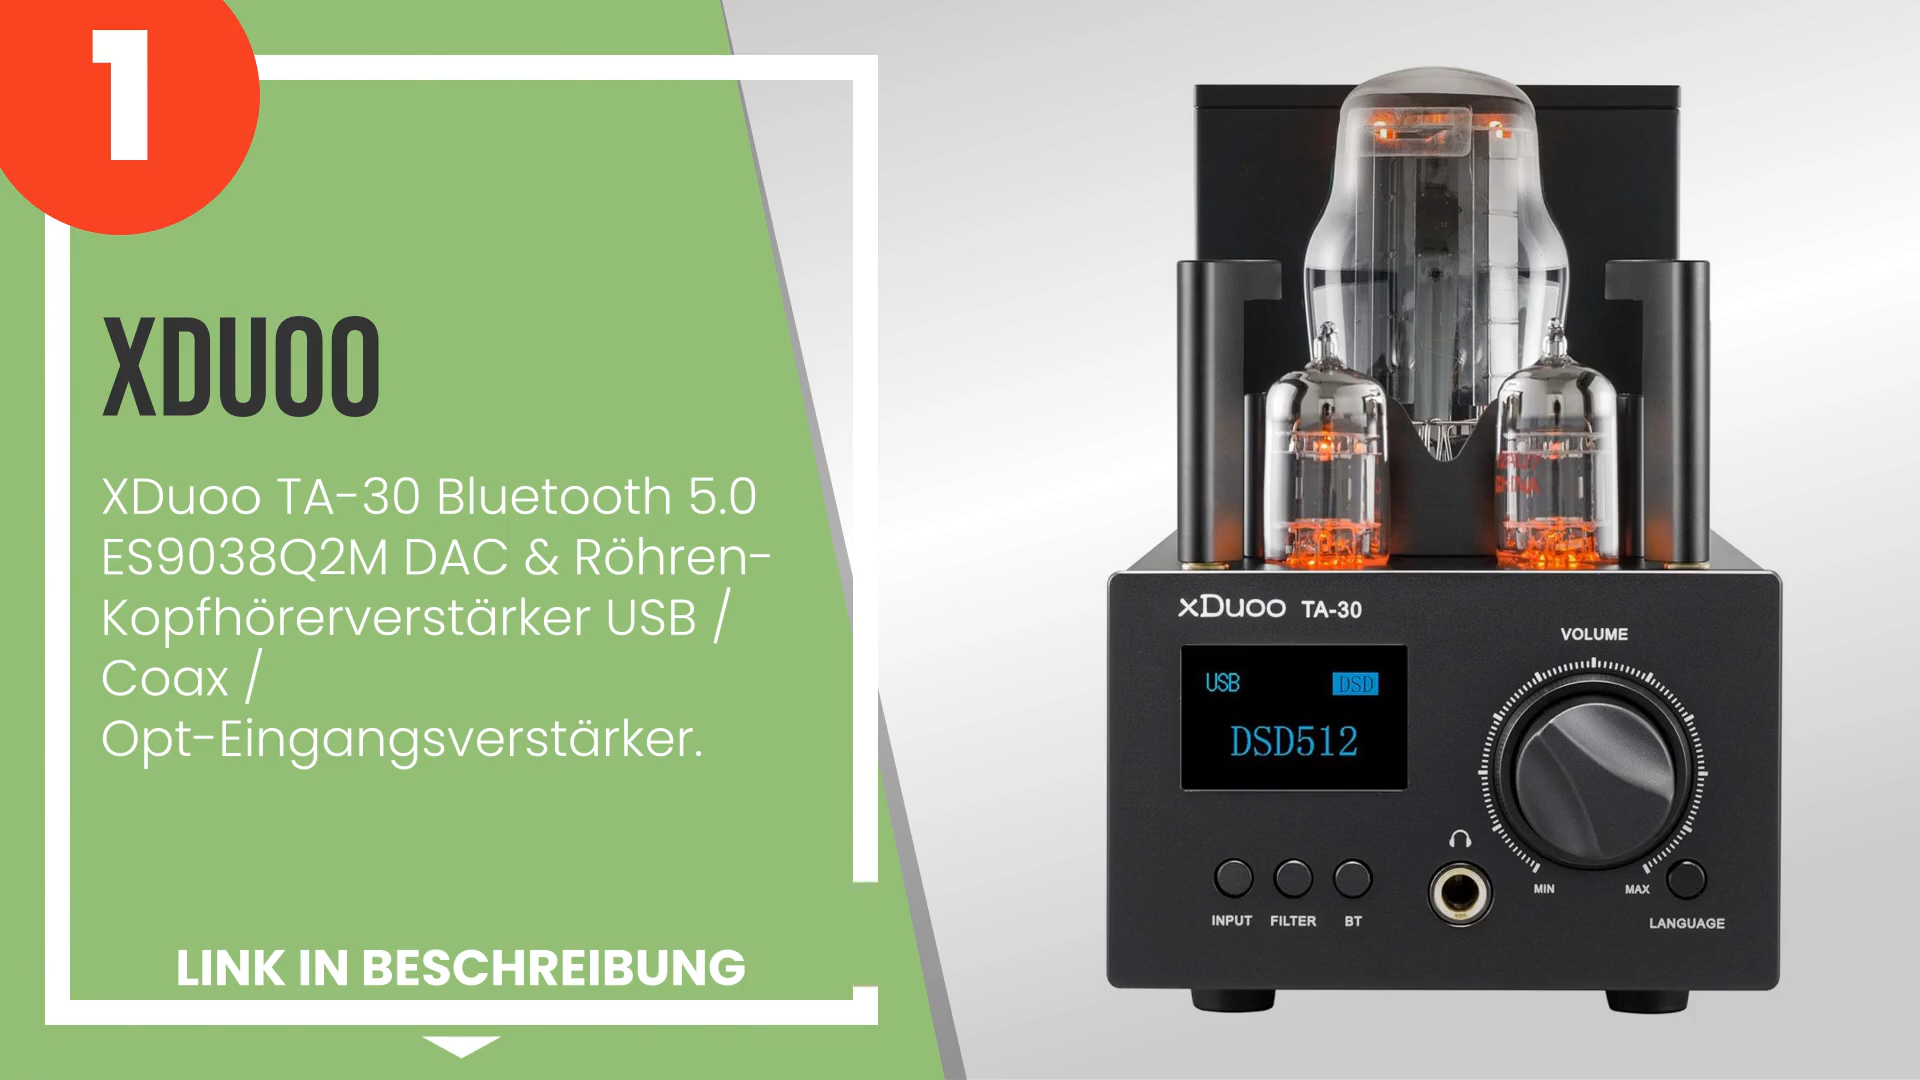 1
XDUOO
XDuoo TA-30 Bluetooth 5.0
ES9038Q2M DAC & Röhren-
Kopfhörerverstärker USB /
Coax /
Opt-Eingangsverstärker.
LINK IN BESCHREIBUNG
xDuoo TA-30
VOLUME
USB
DSD
DSD512
MIN
MAX
INPUT
FILTER
BT
LANGUAGE